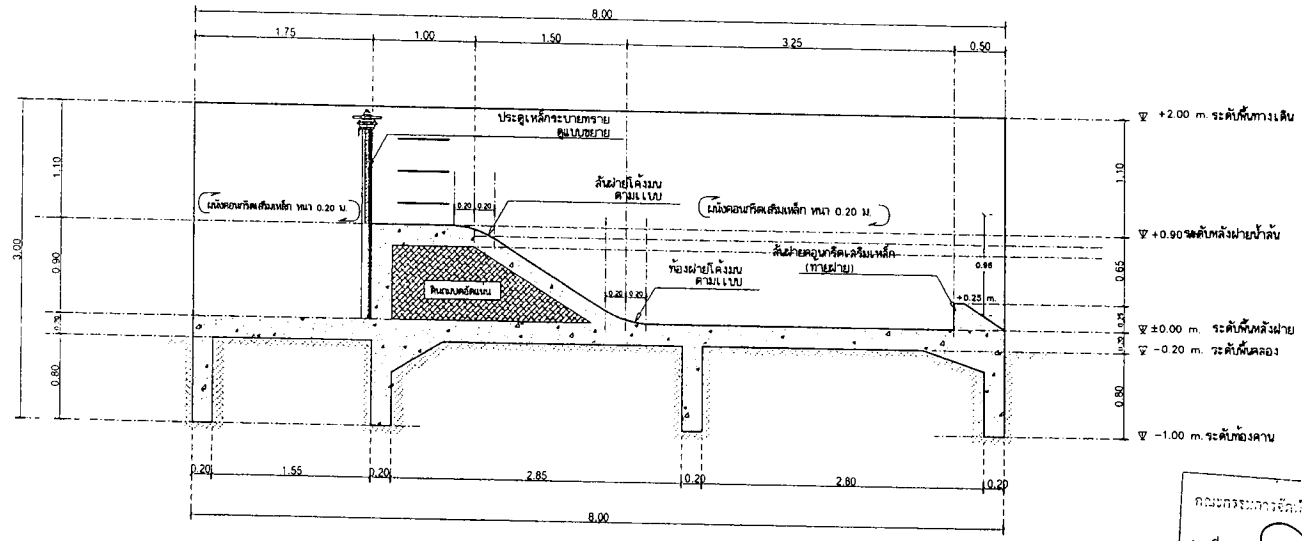 8.00
1.75 1.00 1.50 3.25 0.50
ประตูเหล็กระบายทราย
ดูแบบขยาย
+2.00 m. ระดับพื้นทางเดิน
3.00
1.10
1.10
สันฝายโค้งมน
ตามแบบ
0.20 0.20
ผนังคอนกรีตเสริมเหล็ก หนา 0.20 ม.
ผนังคอนกรีตเสริมเหล็ก หนา 0.20 ม.
+0.90 ระดับหลังฝายน้ำล้น
0.90
สันฝายคอนกรีตเสริมเหล็ก
(ท้ายฝาย)
0.96
0.65
ท้องฝายโค้งมน
ตามแบบ
ดินถมบดอัดแน่น
0.20 0.20
+0.25 m.
0.25
0.20
±0.00 m. ระดับพื้นหลังฝาย
0.20
-0.20 m. ระดับพื้นคลอง
0.80
0.80
-1.00 m. ระดับท้องคาน
0.20 1.55 0.20 2.85 0.20 2.80 0.20
8.00